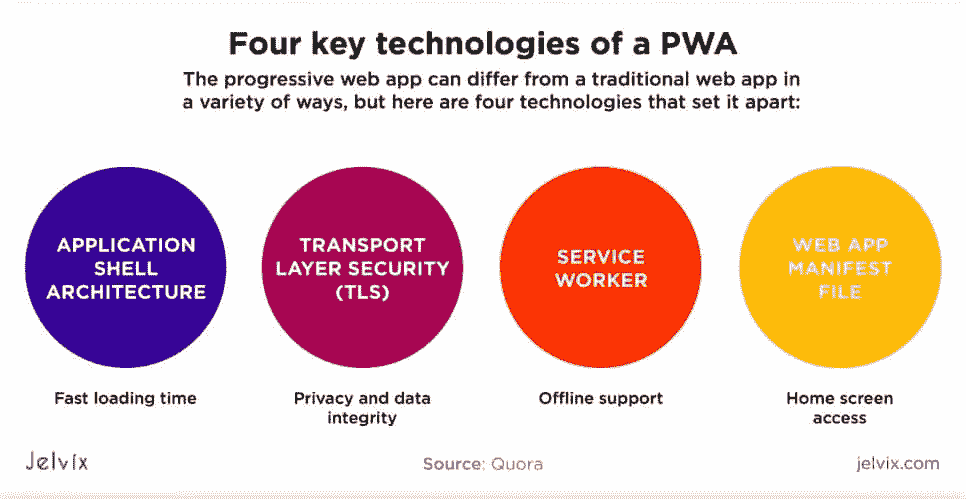 Four key technologies of a PWA
The progressive web app can differ from a traditional web app in
a variety of ways, but here are four technologies that set it apart:
APPLICATION
SHELL
ARCHITECTURE
TRANSPORT
LAYER SECURITY
(TLS)
SERVICE
WORKER
WEB APP
MANIFEST
FILE
Fast loading time
Privacy and data
integrity
Offline support
Home screen
access
Jelvix
Source: Quora
jelvix.com